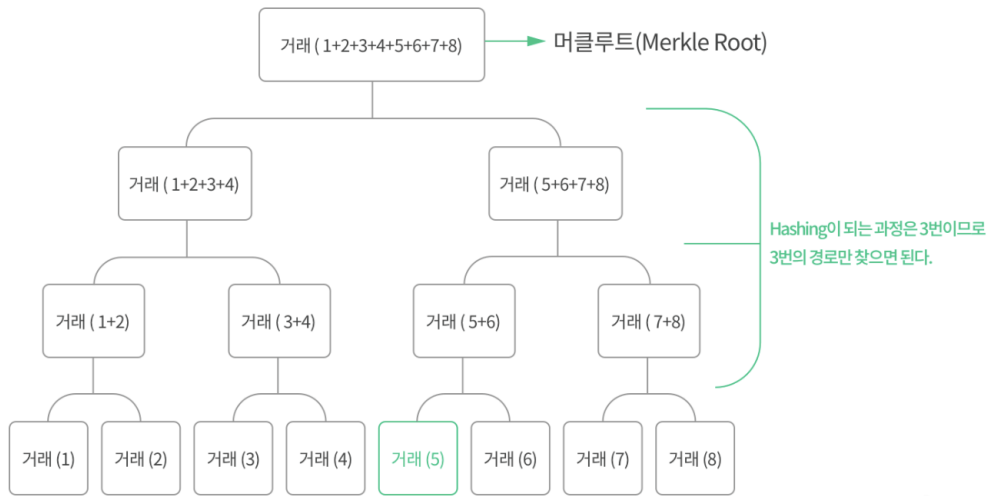 거래 ( 1+2+3+4+5+6+7+8)
머클루트(Merkle Root)
거래 ( 1+2+3+4)
거래 ( 5+6+7+8)
Hashing이 되는 과정은 3번이므로
3번의 경로만 찾으면 된다.
거래 ( 1+2)
거래 ( 3+4)
거래 ( 5+6)
거래 ( 7+8)
거래 (1)
거래 (2)
거래 (3)
거래 (4)
거래 (5)
거래 (6)
거래 (7)
거래 (8)